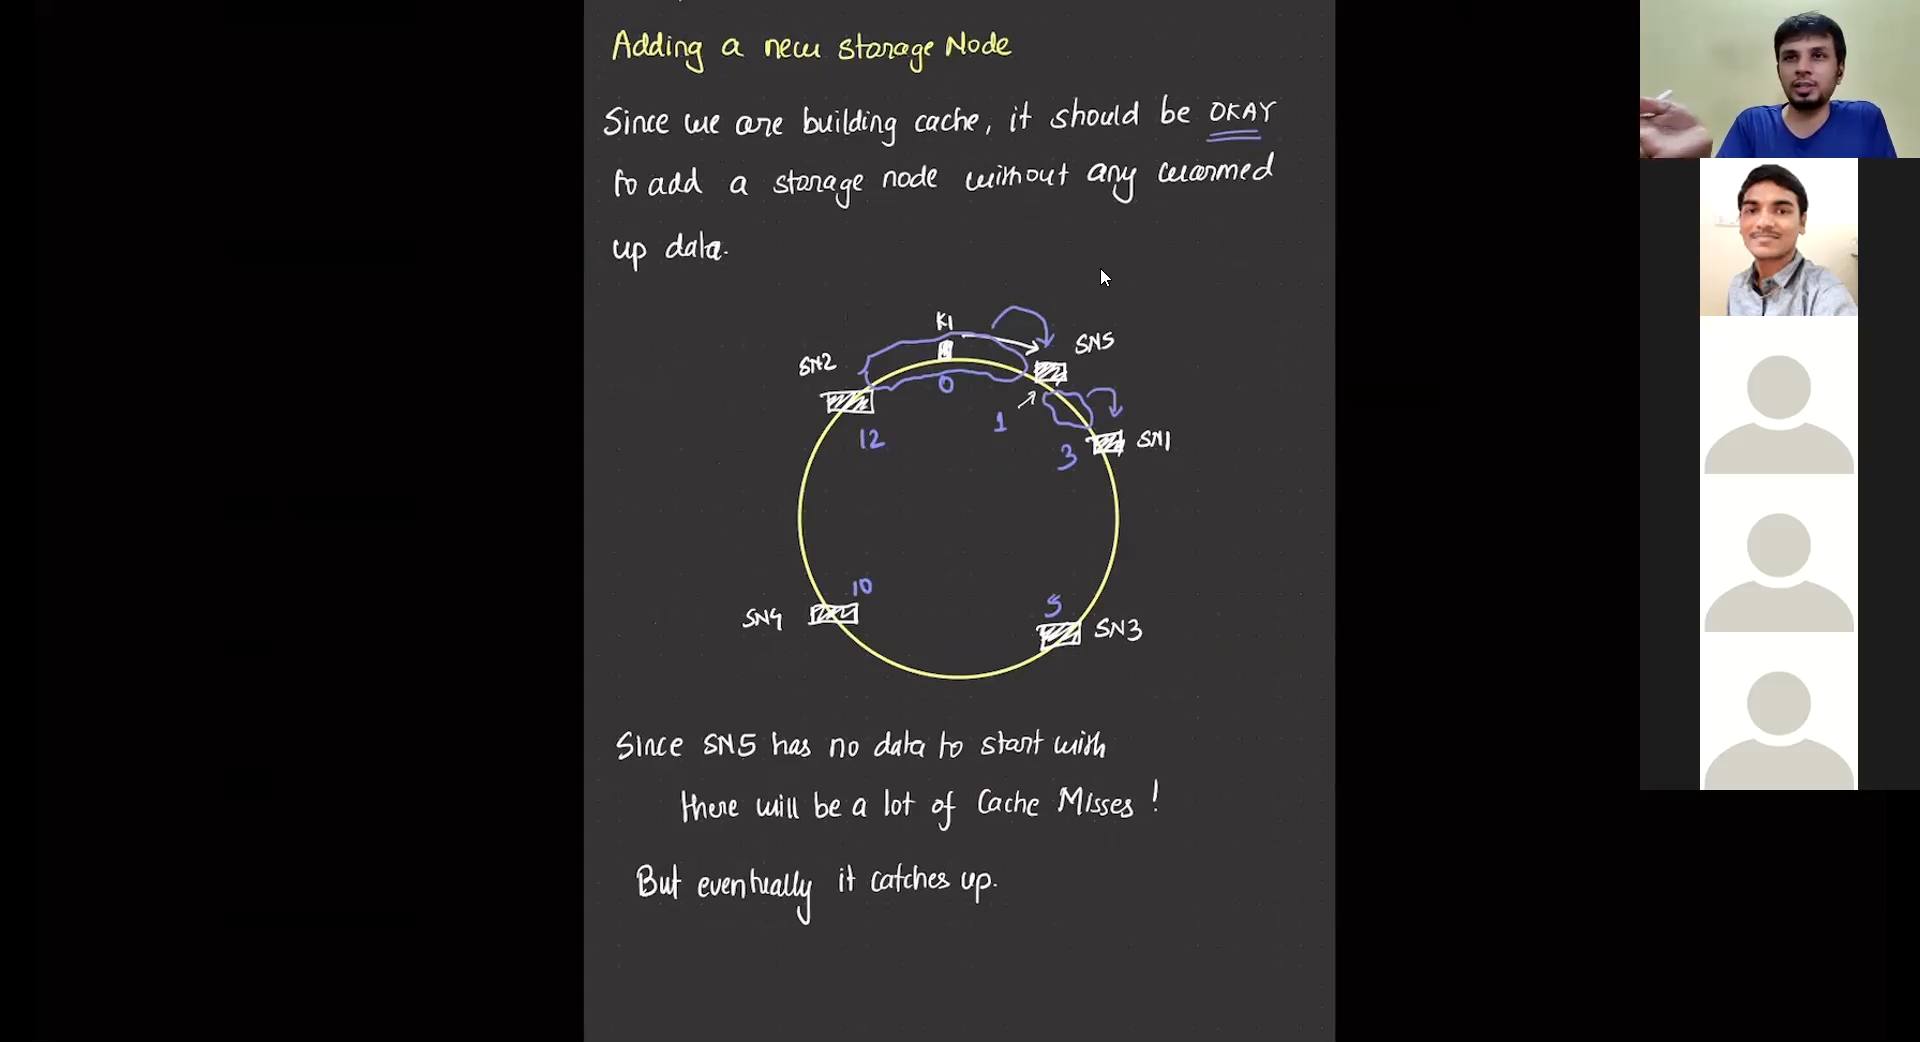 Adding a new storage Node
Since we are building cache, it should be OKAY
to add a storage node without any warmed
up data.
K1
SN5
SN2
0
1
12
SN1
3
10
5
SN4
SN3
Since SN5 has no data to start with
there will be a lot of Cache Misses !
But eventually it catches up.